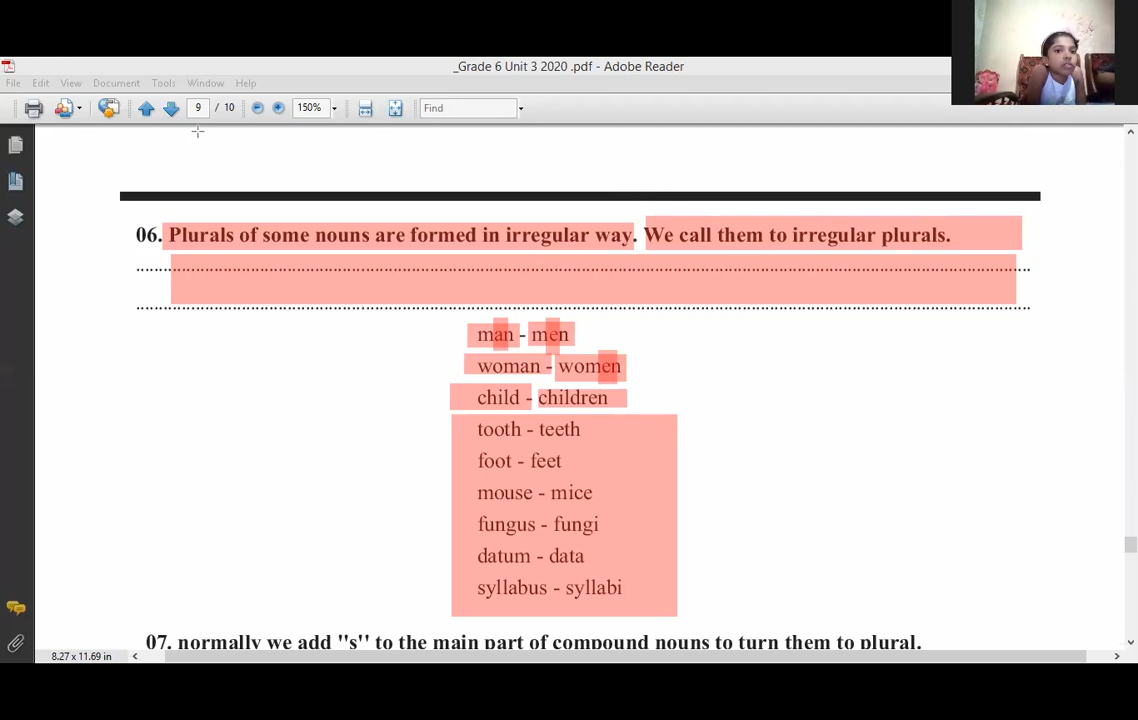 _Grade 6 Unit 3 2020 .pdf - Adobe Reader
File Edit View Document Tools Window Help
9 / 10 150% Find
06. Plurals of some nouns are formed in irregular way. We call them to irregular plurals.
man - men
woman - women
child - children
tooth - teeth
foot - feet
mouse - mice
fungus - fungi
datum - data
syllabus - syllabi
07. normally we add "s" to the main part of compound nouns to turn them to plural.
8.27 x 11.69 in